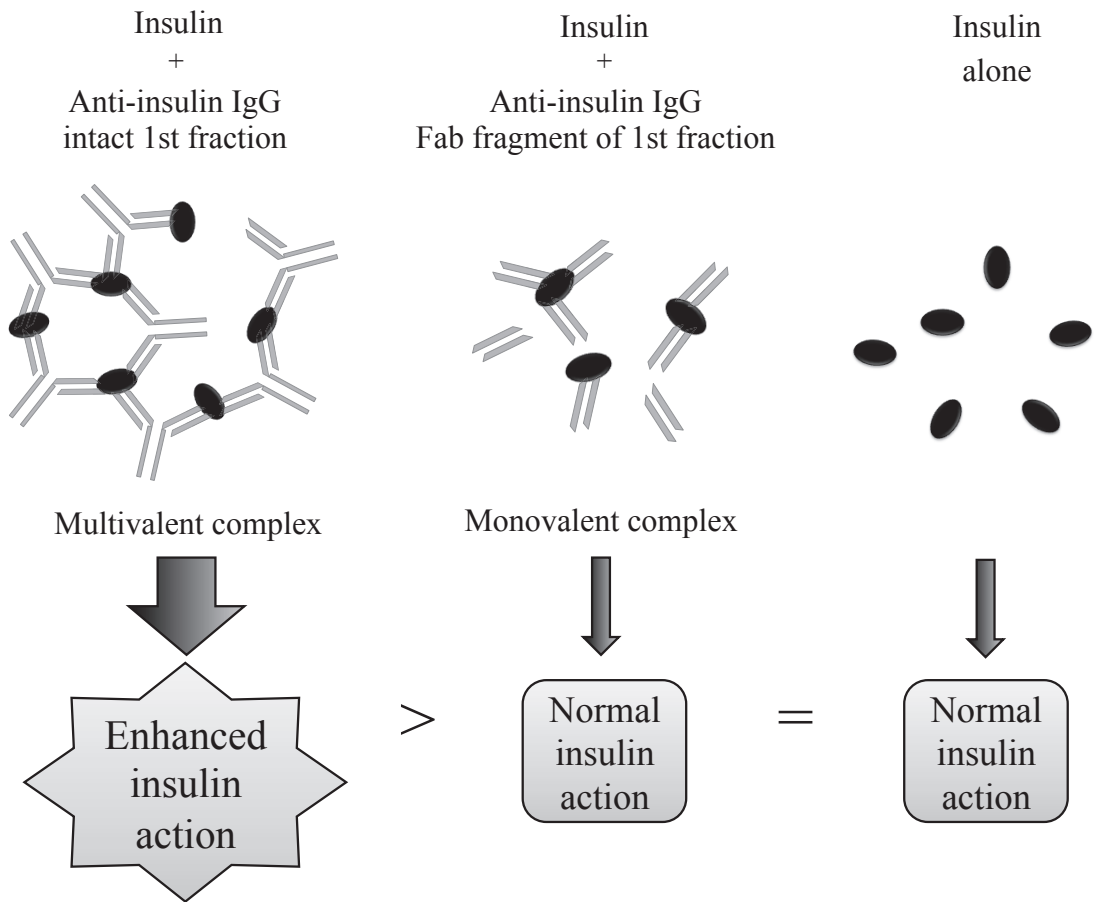 Insulin
+
Anti-insulin IgG
intact 1st fraction
Insulin
+
Anti-insulin IgG
Fab fragment of 1st fraction
Insulin
alone
Multivalent complex
Monovalent complex
Enhanced
insulin
action
>
Normal
insulin
action
=
Normal
insulin
action